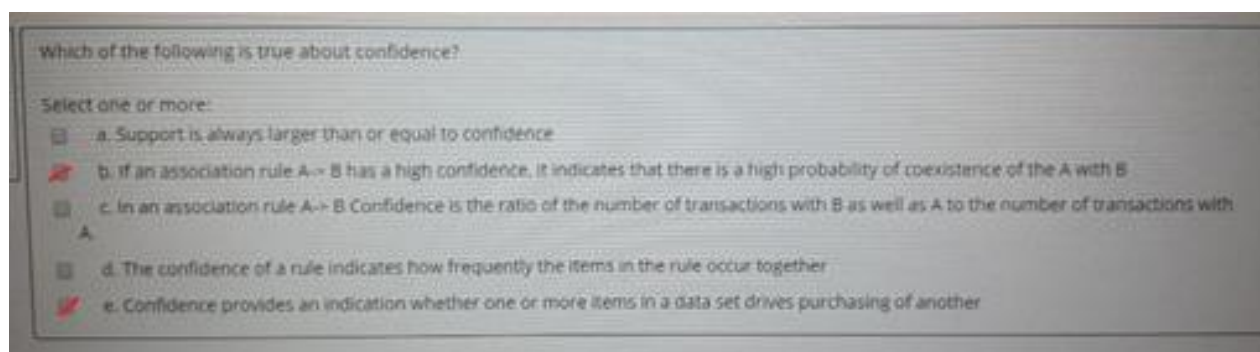 Which of the following is true about confidence?
Select one or more:
a. Support is always larger than or equal to confidence
b. If an association rule A-> B has a high confidence, it indicates that there is a high probability of coexistence of the A with B
c. In an association rule A-> B Confidence is the ratio of the number of transactions with B as well as A to the number of transactions with
A.
d. The confidence of a rule indicates how frequently the items in the rule occur together
e. Confidence provides an indication whether one or more items in a data set drives purchasing of another